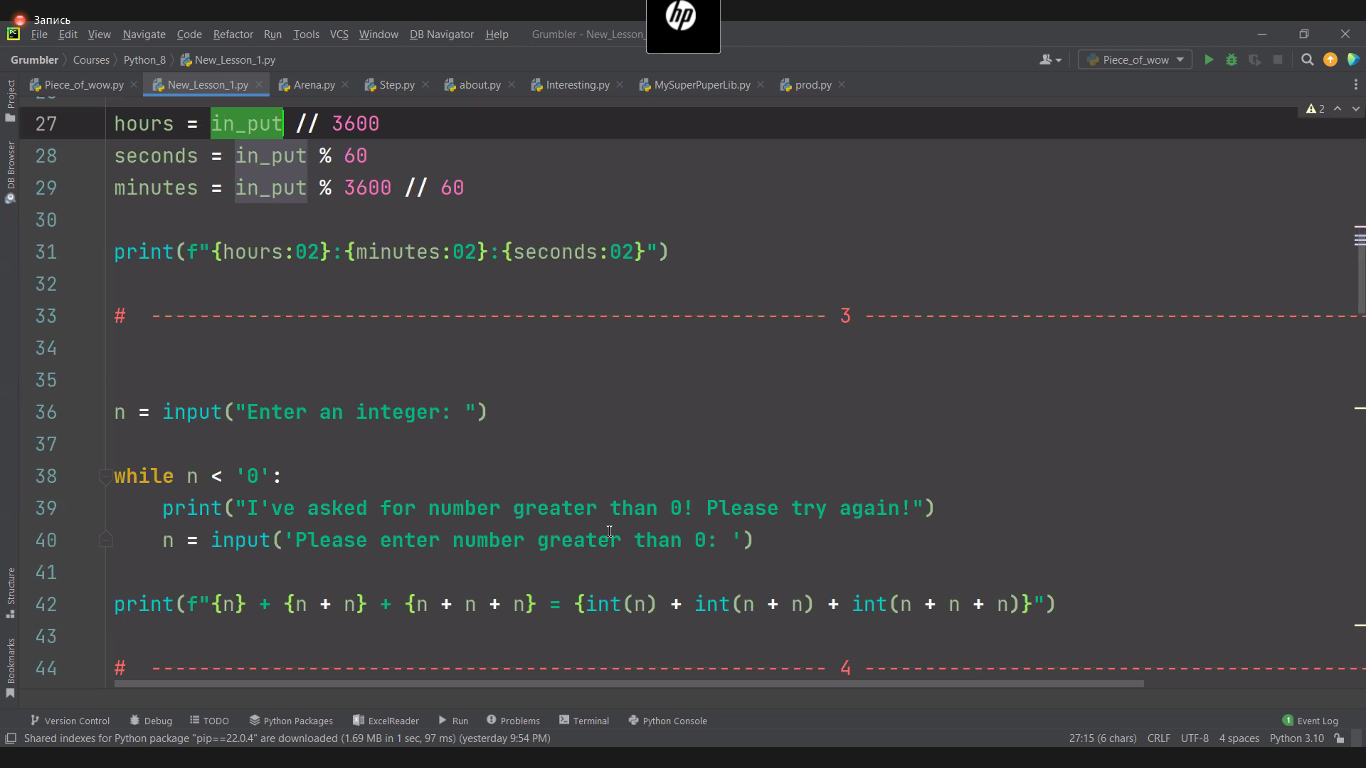 Запись
hp
PC File Edit View Navigate Code Refactor Run Tools VCS Window DB Navigator Help Grumbler - New_Lesson_
Grumbler Courses Python_8 New_Lesson_1.py Piece_of_wow
Piece_of_wow.py New_Lesson_1.py Arena.py Step.py about.py Interesting.py MySuperPuperLib.py prod.py
Project
DB Browser
Structure
Bookmarks
2
27 hours = in_put // 3600
28 seconds = in_put % 60
29 minutes = in_put % 3600 // 60
30
31 print(f"{hours:02}:{minutes:02}:{seconds:02}")
32
33 # -------------------------------------------------------- 3 ------------------------------------------
34
35
36 n = input("Enter an integer: ")
37
38 while n < '0':
39 print("I've asked for number greater than 0! Please try again!")
40 n = input('Please enter number greater than 0: ')
41
42 print(f"{n} + {n + n} + {n + n + n} = {int(n) + int(n + n) + int(n + n + n)}")
43
44 # -------------------------------------------------------- 4 ------------------------------------------
Version Control Debug TODO Python Packages ExcelReader Run Problems Terminal Python Console 1 Event Log
Shared indexes for Python package "pip==22.0.4" are downloaded (1.69 MB in 1 sec, 97 ms) (yesterday 9:54 PM) 27:15 (6 chars) CRLF UTF-8 4 spaces Python 3.10